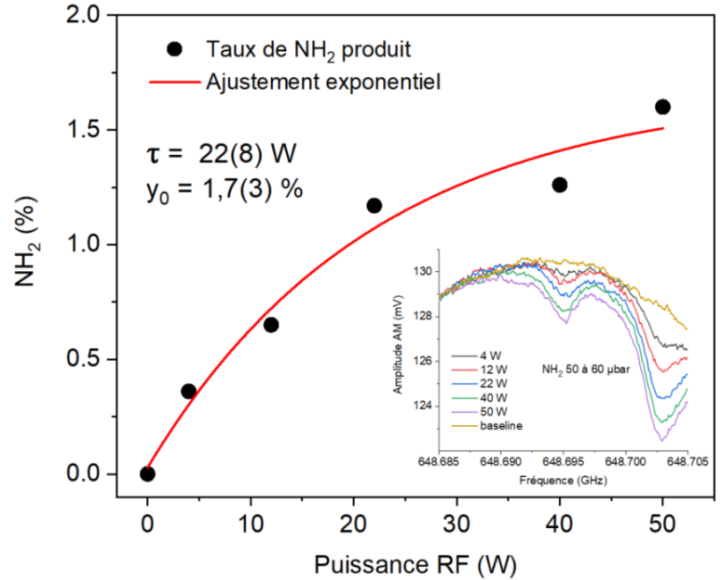 2.0
1.5
1.0
0.5
0.0
NH₂ (%)
Taux de NH₂ produit
Ajustement exponentiel
τ = 22(8) W
y₀ = 1,7(3) %
0
10
20
30
40
50
Puissance RF (W)
130
128
126
124
Amplitude AM (mV)
4 W
12 W
22 W
40 W
50 W
baseline
NH₂ 50 à 60 µbar
648.685
648.690
648.695
648.700
648.705
Fréquence (GHz)